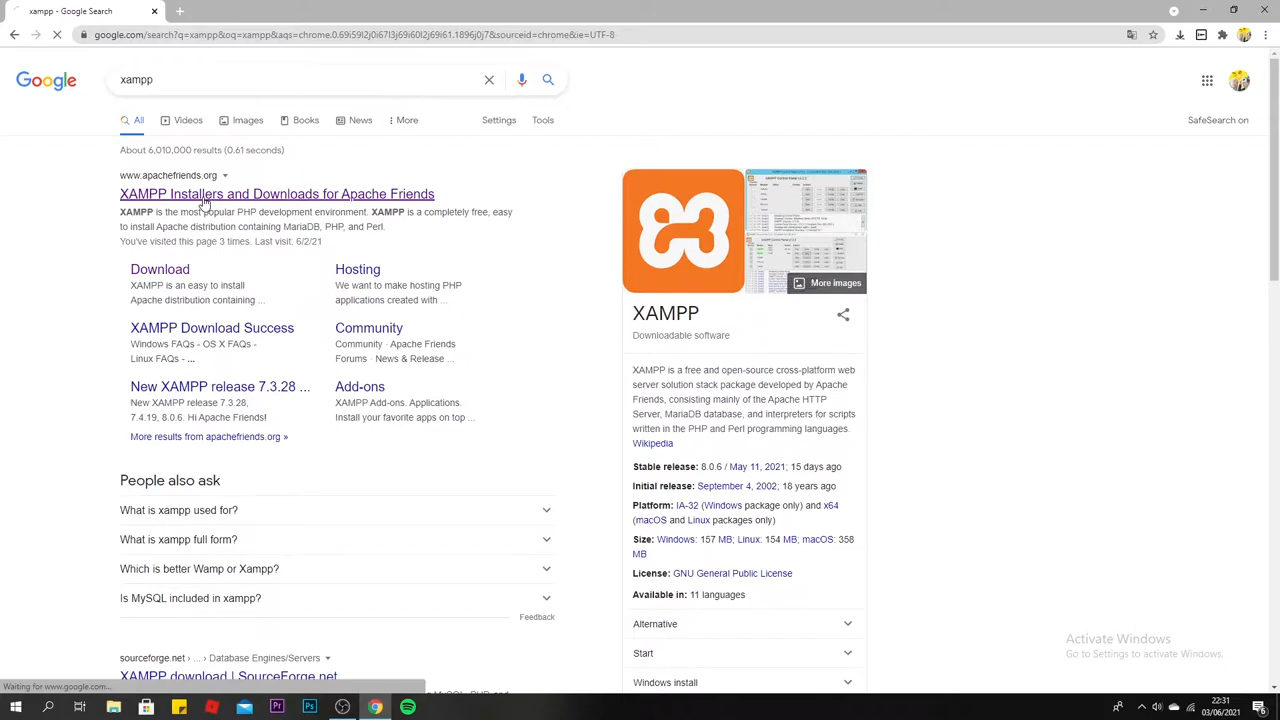 xampp - Google Search
google.com/search?q=xampp&oq=xampp&aqs=chrome.0.69i59l2j0i67l3j69i60l2j69i61.1896j0j7&sourceid=chrome&ie=UTF-8
Google
xampp
All
Videos
Images
Books
News
More
Settings
Tools
SafeSearch on
About 6,010,000 results (0.61 seconds)
www.apachefriends.org
XAMPP Installers and Downloads for Apache Friends
XAMPP is the most popular PHP development environment. XAMPP is a completely free, easy
to install Apache distribution containing MariaDB, PHP, and Perl
visited this page 3 times. Last visit: 6/2/21
Download
XAMPP is an easy to install
Apache distribution containing ...
Hosting
We want to make hosting PHP
applications created with ...
XAMPP Download Success
Windows FAQs - OS X FAQs -
Linux FAQs - ...
Community
Community · Apache Friends
Forums · News & Release ...
New XAMPP release 7.3.28 ...
New XAMPP release 7.3.28,
7.4.19, 8.0.6. Hi Apache Friends!
Add-ons
XAMPP Add-ons. Applications.
Install your favorite apps on top ...
More results from apachefriends.org »
People also ask
What is xampp used for?
What is xampp full form?
Which is better Wamp or Xampp?
Is MySQL included in xampp?
Feedback
sourceforge.net › ... › Database Engines/Servers
XAMPP download | SourceForge.net
More images
XAMPP
Downloadable software
XAMPP is a free and open-source cross-platform web
server solution stack package developed by Apache
Friends, consisting mainly of the Apache HTTP
Server, MariaDB database, and interpreters for scripts
written in the PHP and Perl programming languages.
Wikipedia
Stable release: 8.0.6 / May 11, 2021; 15 days ago
Initial release: September 4, 2002; 18 years ago
Platform: IA-32 (Windows package only) and x64
(macOS and Linux packages only)
Size: Windows: 157 MB; Linux: 154 MB; macOS: 358
MB
License: GNU General Public License
Available in: 11 languages
Alternative
Start
Windows install
Activate Windows
Go to Settings to activate Windows.
Waiting for www.google.com...
22:31
03/06/2021